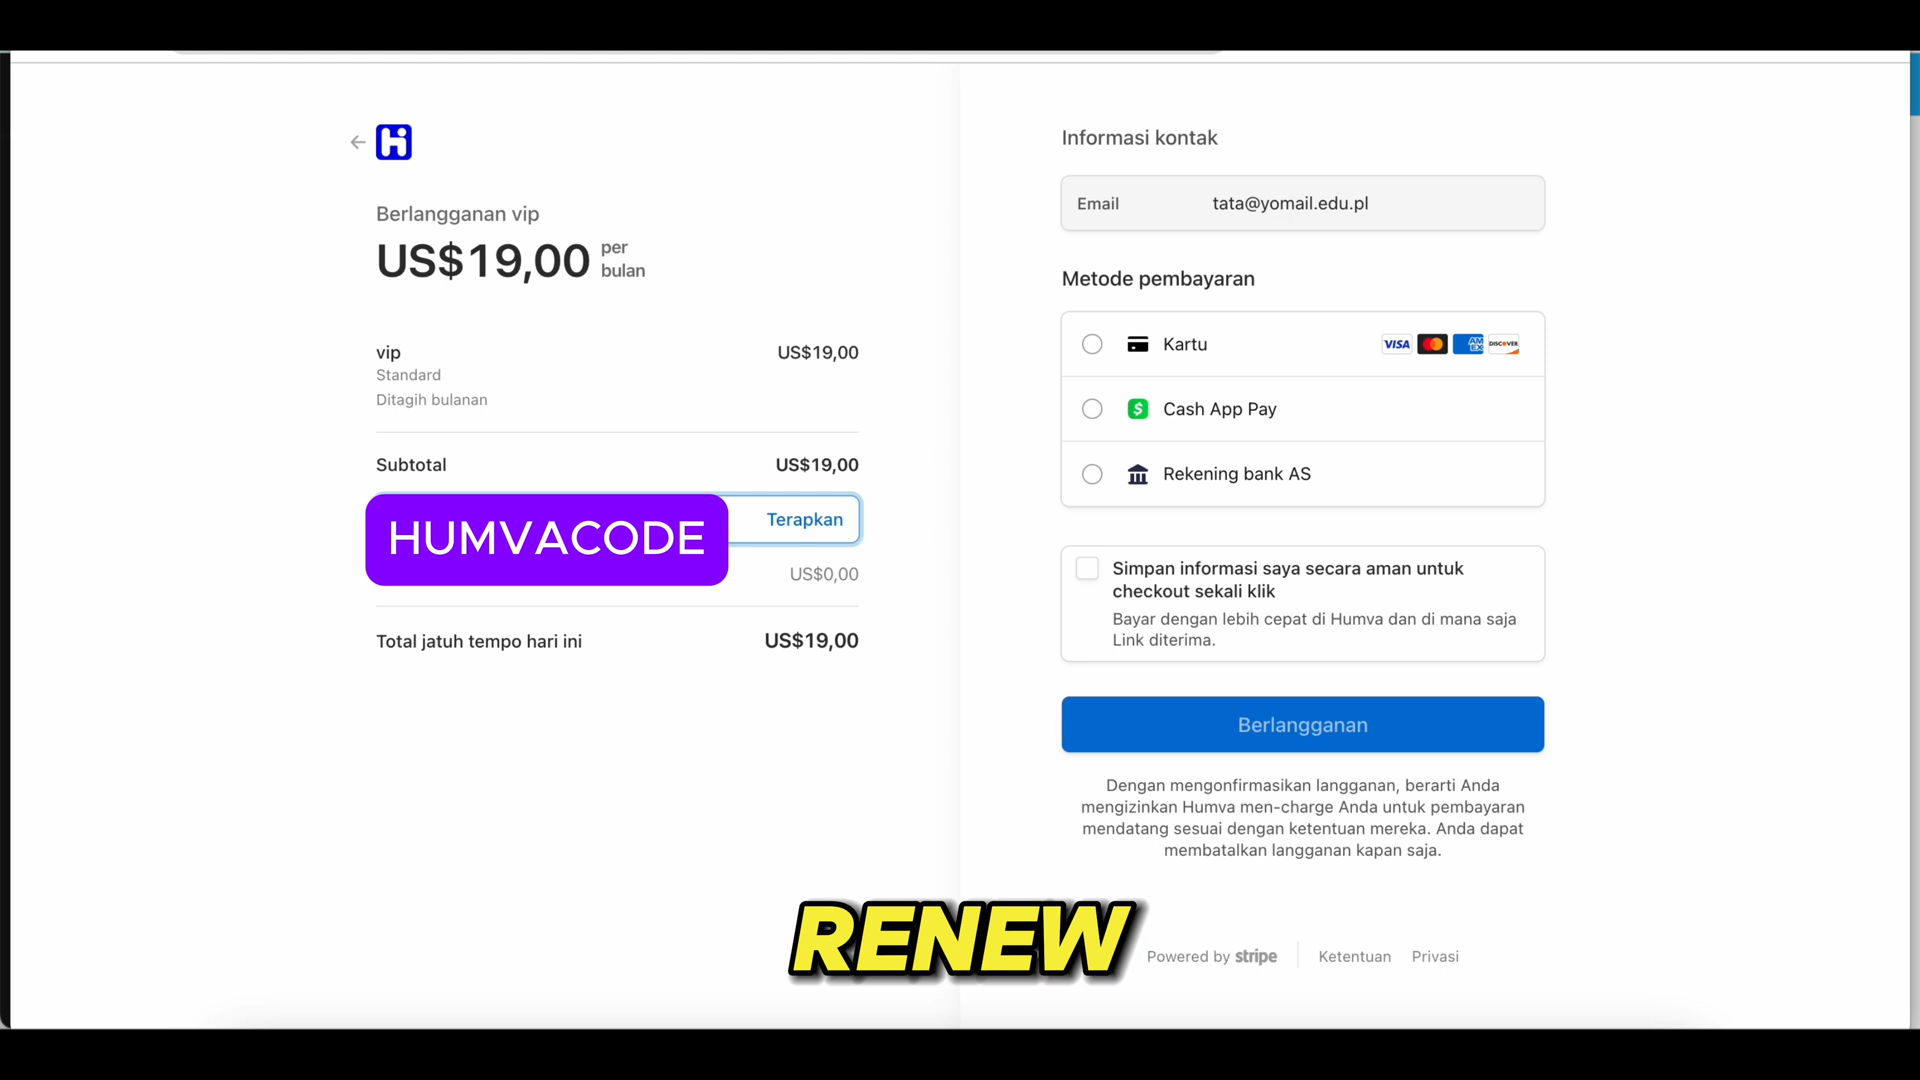 Hi
Berlangganan vip
US$19,00 per bulan
vip US$19,00
Standard
Ditagih bulanan
Subtotal US$19,00
HUMVACODE Terapkan
US$0,00
Total jatuh tempo hari ini US$19,00
Informasi kontak
Email tata@yomail.edu.pl
Metode pembayaran
Kartu VISA AMEX DISCOVER
Cash App Pay
Rekening bank AS
Simpan informasi saya secara aman untuk
checkout sekali klik
Bayar dengan lebih cepat di Humva dan di mana saja
Link diterima.
Berlangganan
Dengan mengonfirmasikan langganan, berarti Anda
mengizinkan Humva men-charge Anda untuk pembayaran
mendatang sesuai dengan ketentuan mereka. Anda dapat
membatalkan langganan kapan saja.
RENEW
Powered by stripe Ketentuan Privasi